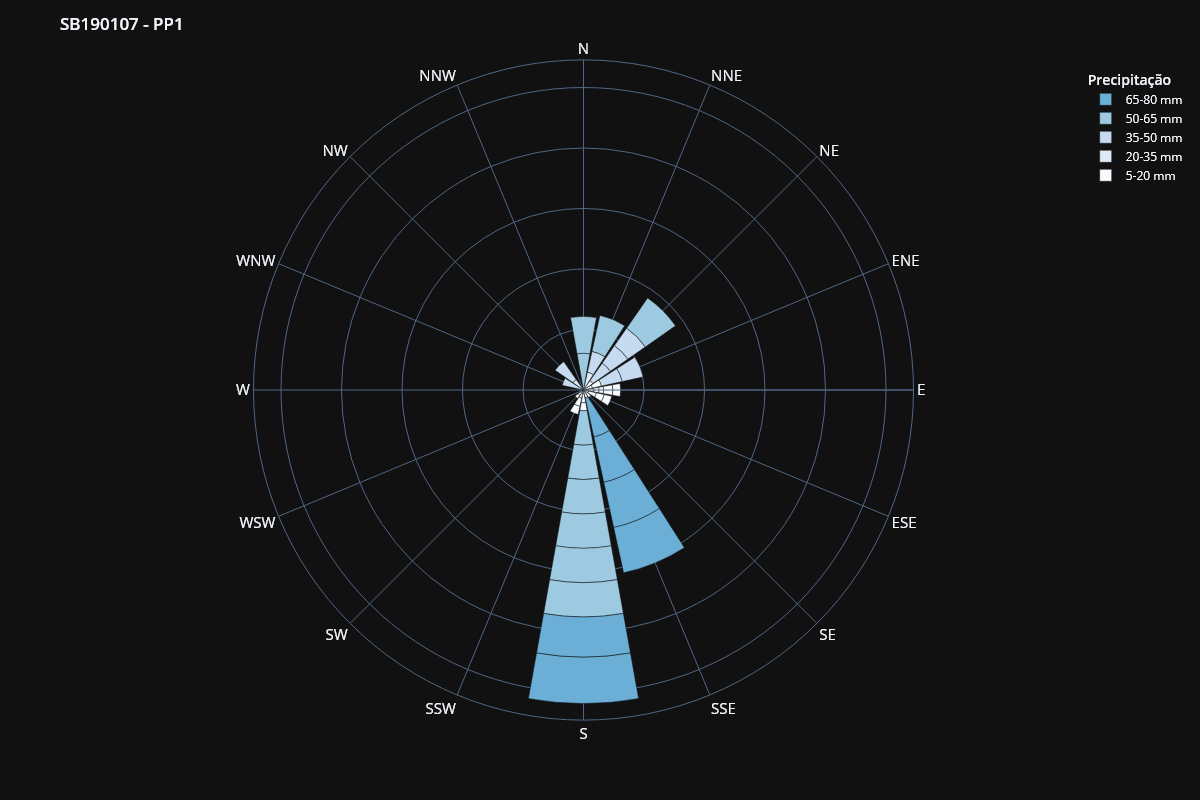 SB190107 - PP1
N
NNW
NNE
NW
NE
WNW
ENE
W
E
WSW
ESE
SW
SE
SSW
SSE
S
Precipitação
65-80 mm
50-65 mm
35-50 mm
20-35 mm
5-20 mm